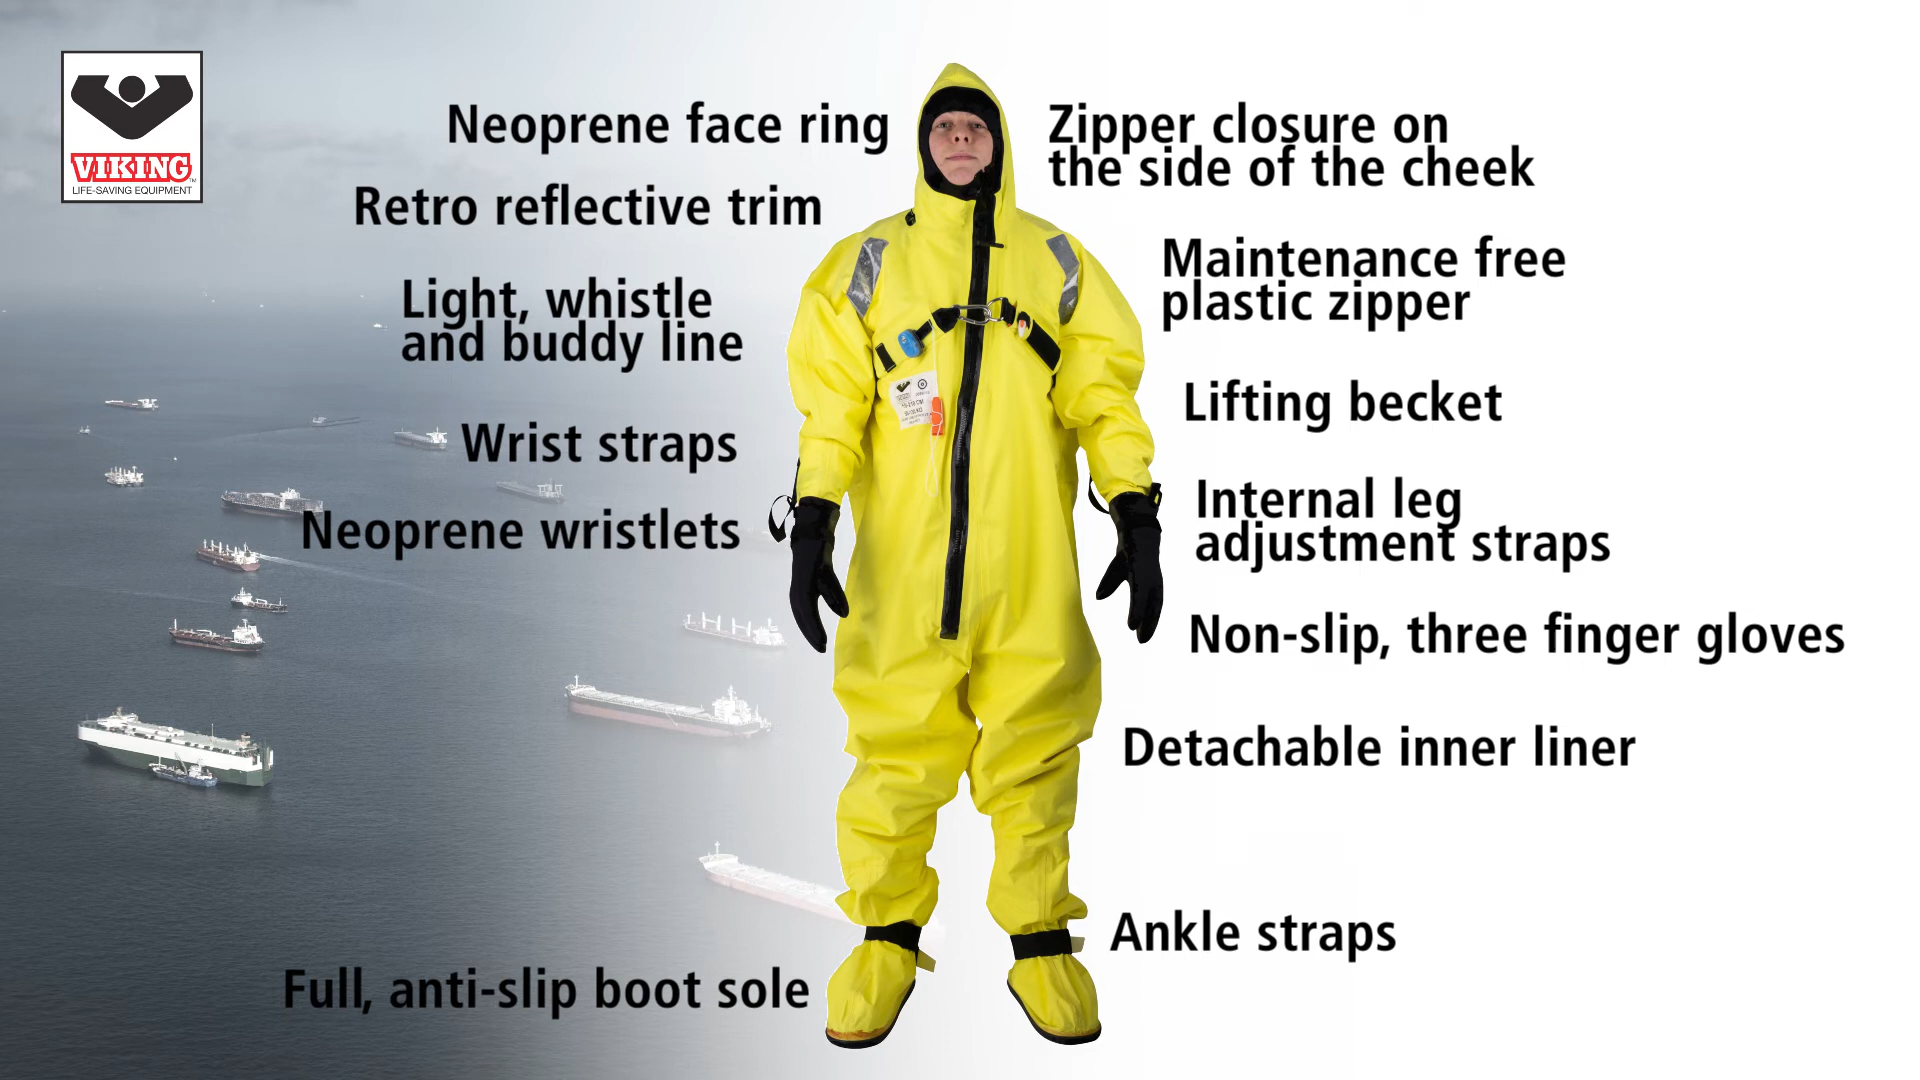 VIKING
LIFE-SAVING EQUIPMENT
Neoprene face ring
Retro reflective trim
Light, whistle
and buddy line
Wrist straps
Neoprene wristlets
Full, anti-slip boot sole
Zipper closure on
the side of the cheek
Maintenance free
plastic zipper
Lifting becket
Internal leg
adjustment straps
Non-slip, three finger gloves
Detachable inner liner
Ankle straps